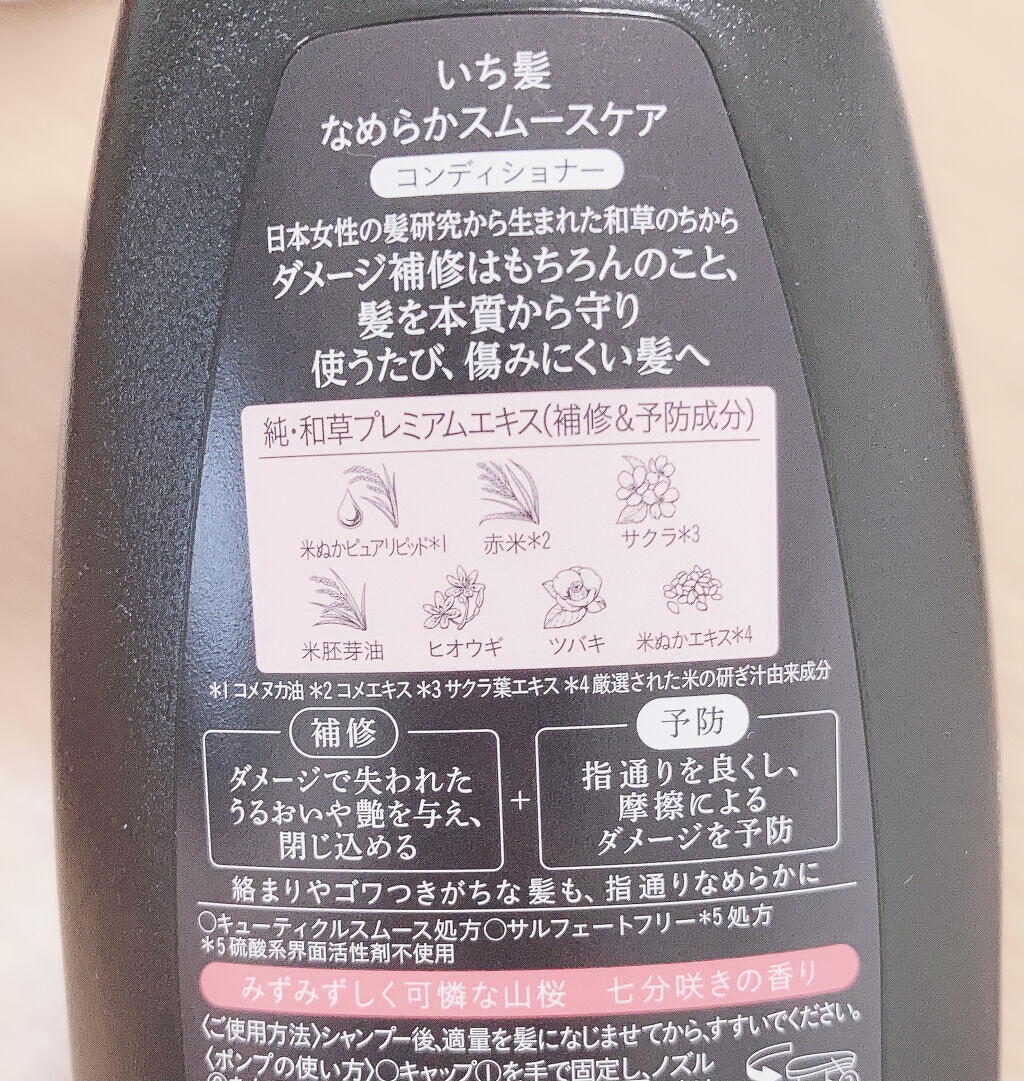 いち髪
なめらかスムースケア
コンディショナー
日本女性の髪研究から生まれた和草のちから
ダメージ補修はもちろんのこと、
髪を本質から守り
使うたび、傷みにくい髪へ
純・和草プレミアムエキス(補修&予防成分)
米ぬかピュアリピッド*1 赤米*2 サクラ*3
米胚芽油 ヒオウギ ツバキ 米ぬかエキス*4
*1 コメヌカ油 *2 コメエキス *3 サクラ葉エキス *4 厳選された米の研ぎ汁由来成分
補修
ダメージで失われた
うるおいや艶を与え、
閉じ込める
+
予防
指通りを良くし、
摩擦による
ダメージを予防
絡まりやゴワつきがちな髪も、指通りなめらかに
○キューティクルスムース処方○サルフェートフリー*5処方
*5 硫酸系界面活性剤不使用
みずみずしく可憐な山桜 七分咲きの香り
〈ご使用方法〉シャンプー後、適量を髪になじませてから、すすいでください。
〈ポンプの使い方〉○キャップ①を手で固定し、ノズル